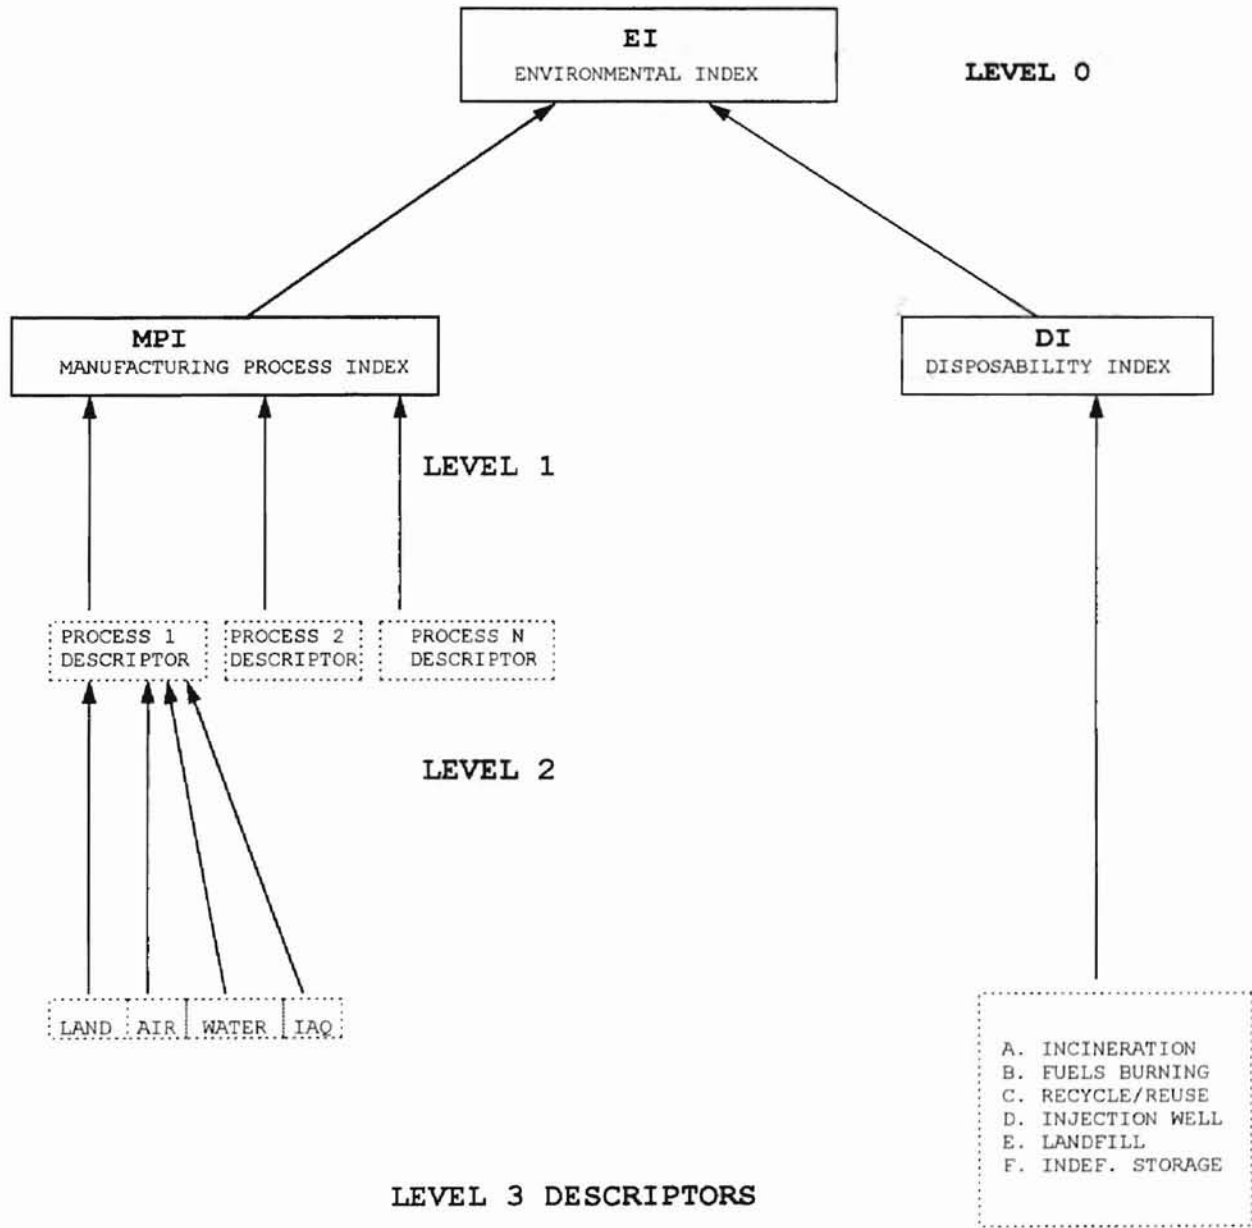 EI
ENVIRONMENTAL INDEX
LEVEL 0
MPI
MANUFACTURING PROCESS INDEX
DI
DISPOSABILITY INDEX
LEVEL 1
PROCESS 1
DESCRIPTOR
PROCESS 2
DESCRIPTOR
PROCESS N
DESCRIPTOR
LEVEL 2
LAND
AIR
WATER
IAQ
A. INCINERATION
B. FUELS BURNING
C. RECYCLE/REUSE
D. INJECTION WELL
E. LANDFILL
F. INDEF. STORAGE
LEVEL 3 DESCRIPTORS